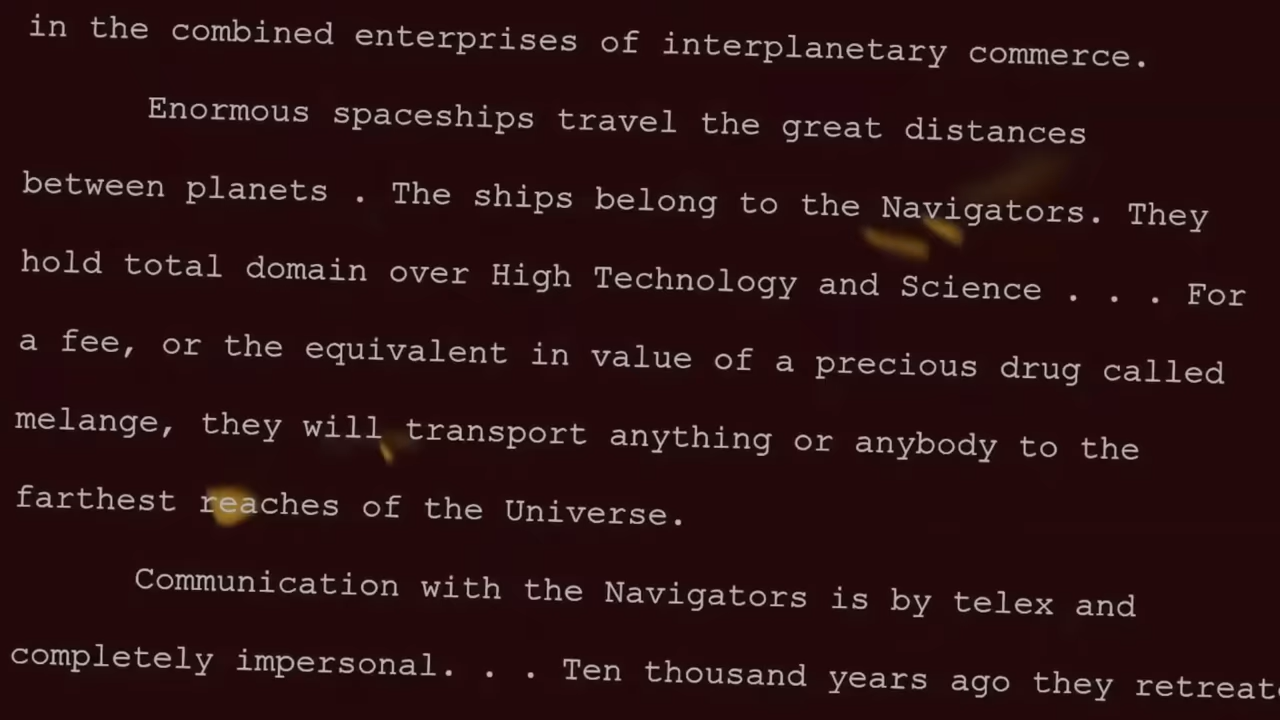 in the combined enterprises of interplanetary commerce.
Enormous spaceships travel the great distances
between planets . The ships belong to the Navigators. They
hold total domain over High Technology and Science . . . For
a fee, or the equivalent in value of a precious drug called
melange, they will transport anything or anybody to the
farthest reaches of the Universe.
Communication with the Navigators is by telex and
completely impersonal. . . Ten thousand years ago they